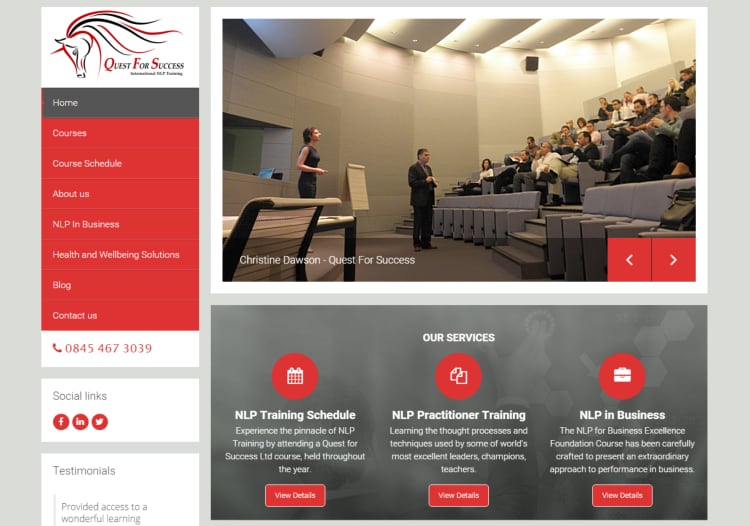 Quest For Success
International NLP Training
Home
Courses
Course Schedule
About us
NLP In Business
Health and Wellbeing Solutions
Blog
Contact us
0845 467 3039
Social links
Testimonials
Provided access to a
wonderful learning
Christine Dawson - Quest For Success
OUR SERVICES
NLP Training Schedule
Experience the pinnacle of NLP
Training by attending a Quest for
Success Ltd course, held throughout
the year.
View Details
NLP Practitioner Training
Learning the thought processes and
techniques used by some of world's
most excellent leaders, champions,
teachers.
View Details
NLP in Business
The NLP for Business Excellence
Foundation Course has been carefully
crafted to present an extraordinary
approach to performance in business.
View Details